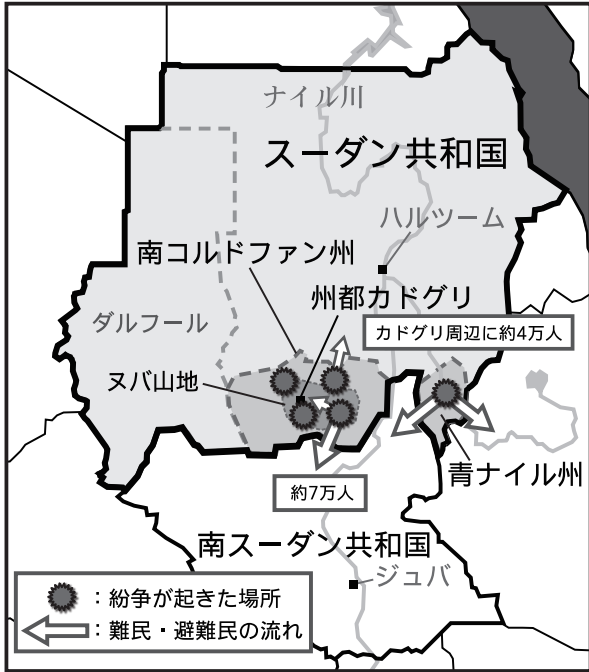 ナイル川
スーダン共和国
ハルツーム
南コルドファン州
州都カドグリ
ダルフール
カドグリ周辺に約4万人
ヌバ山地
青ナイル州
約7万人
南スーダン共和国
ジュバ
：紛争が起きた場所
：難民・避難民の流れ